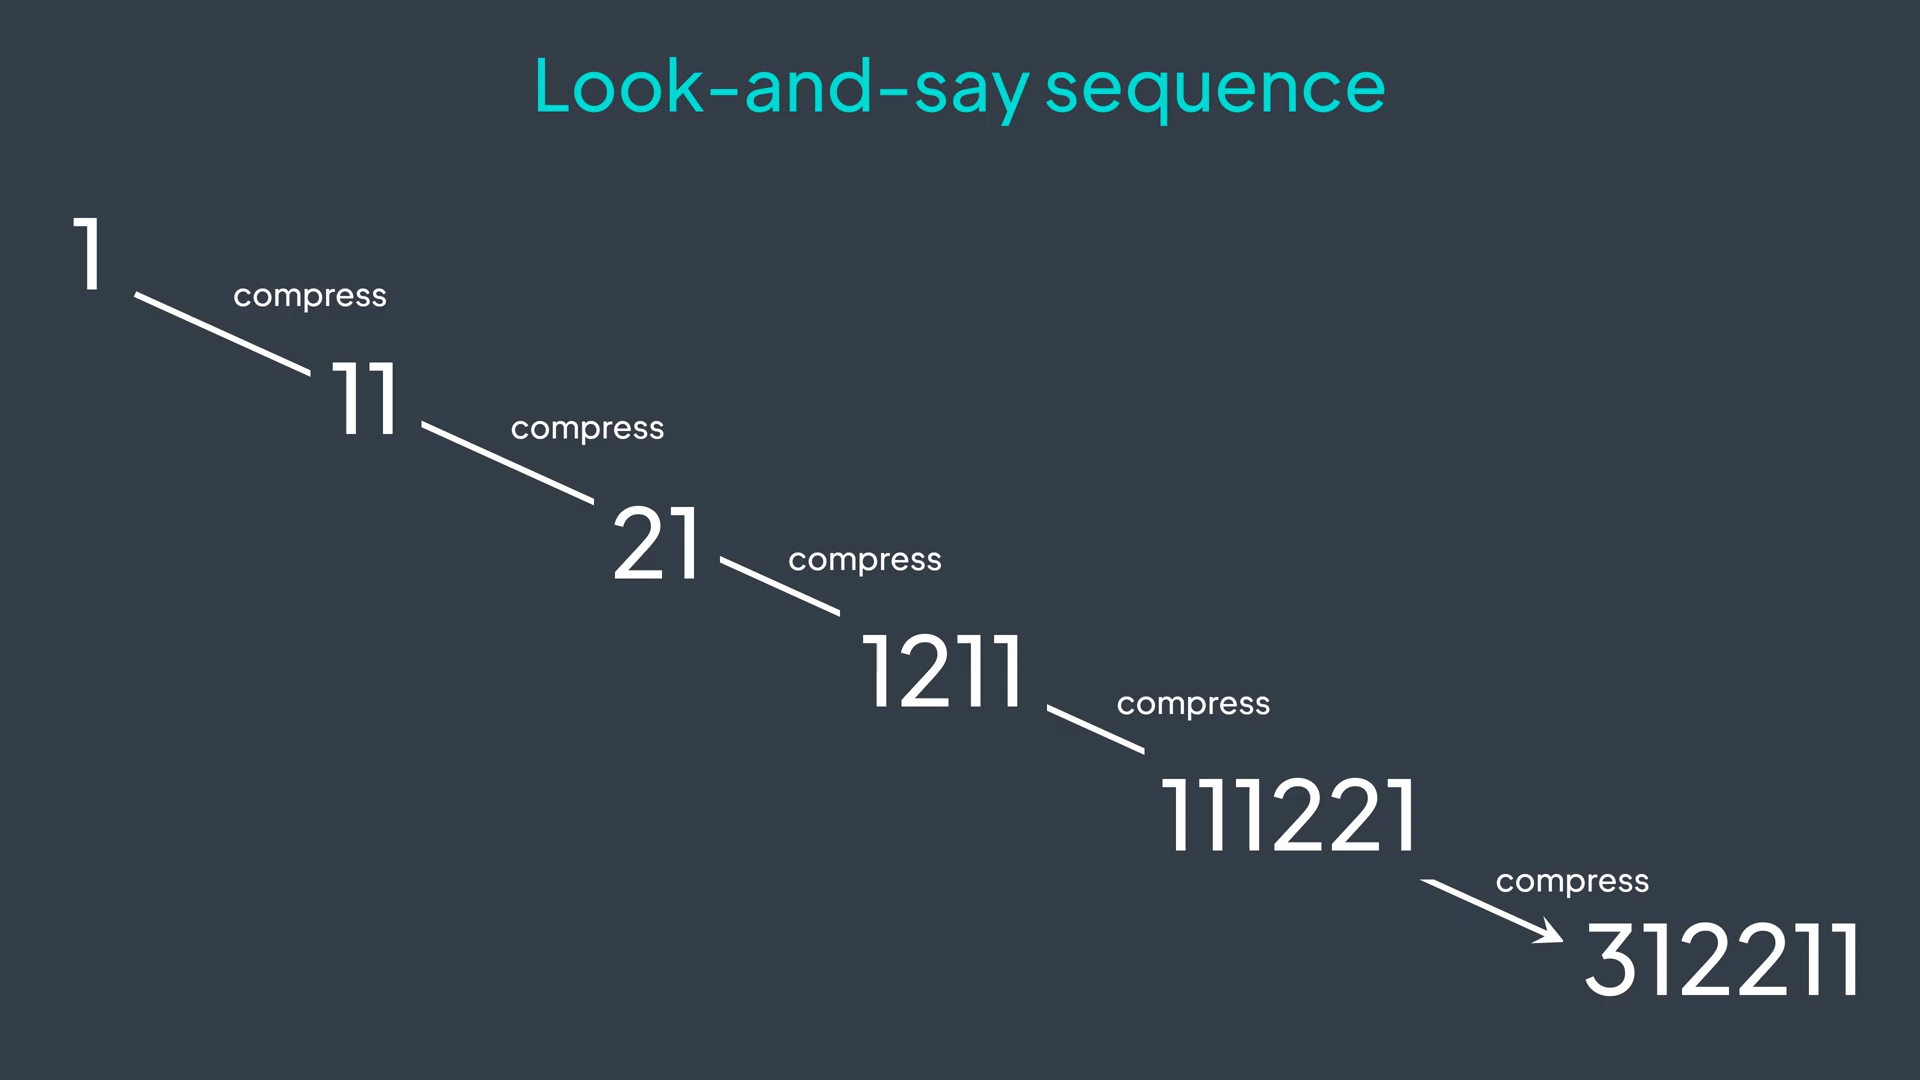 Look-and-say sequence
1
compress
11
compress
21
compress
1211
compress
111221
compress
312211